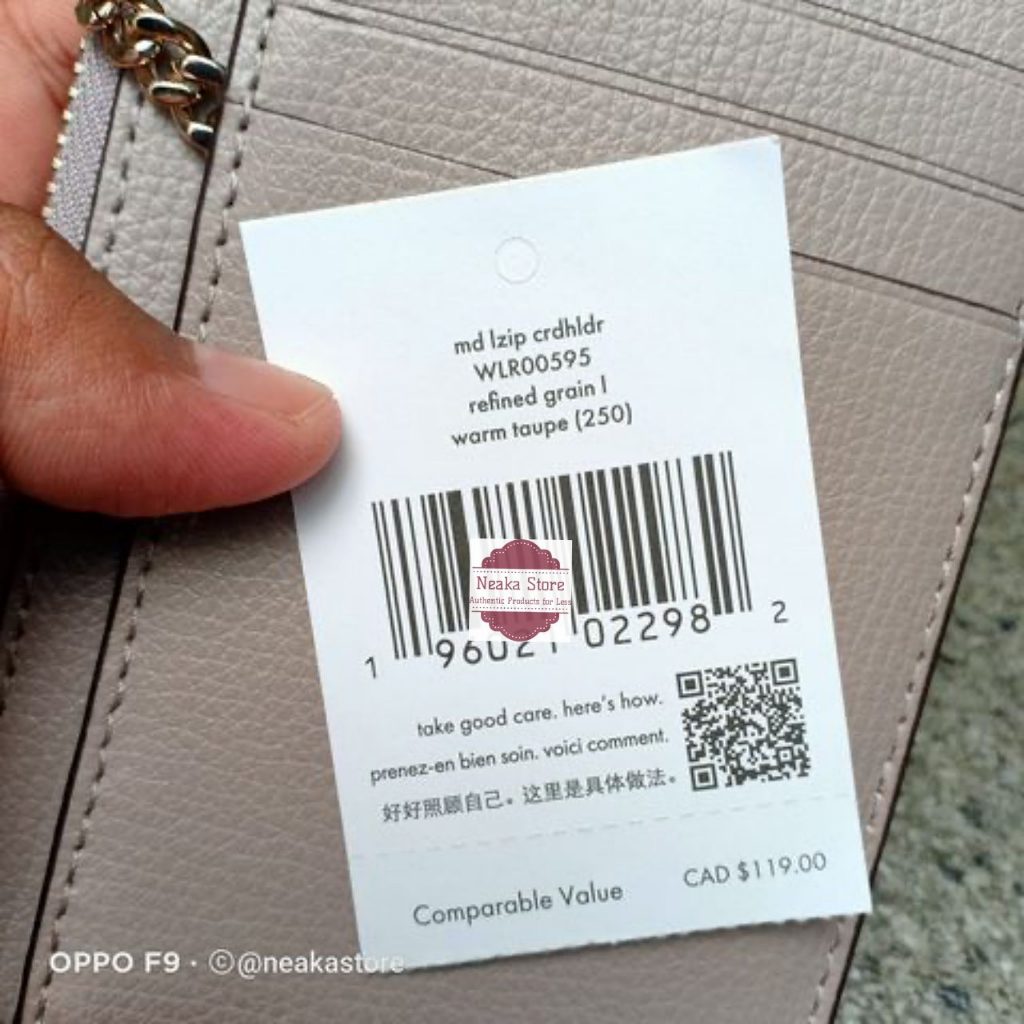 md lzip crdhldr
WLR00595
refined grain l
warm taupe (250)
Neaka Store
Authentic Products for Less
1 96021 02298 2
take good care. here's how.
prenez-en bien soin. voici comment.
好好照顾自己。这里是具体做法。
Comparable Value CAD $119.00
OPPO F9 · ©@neakastore